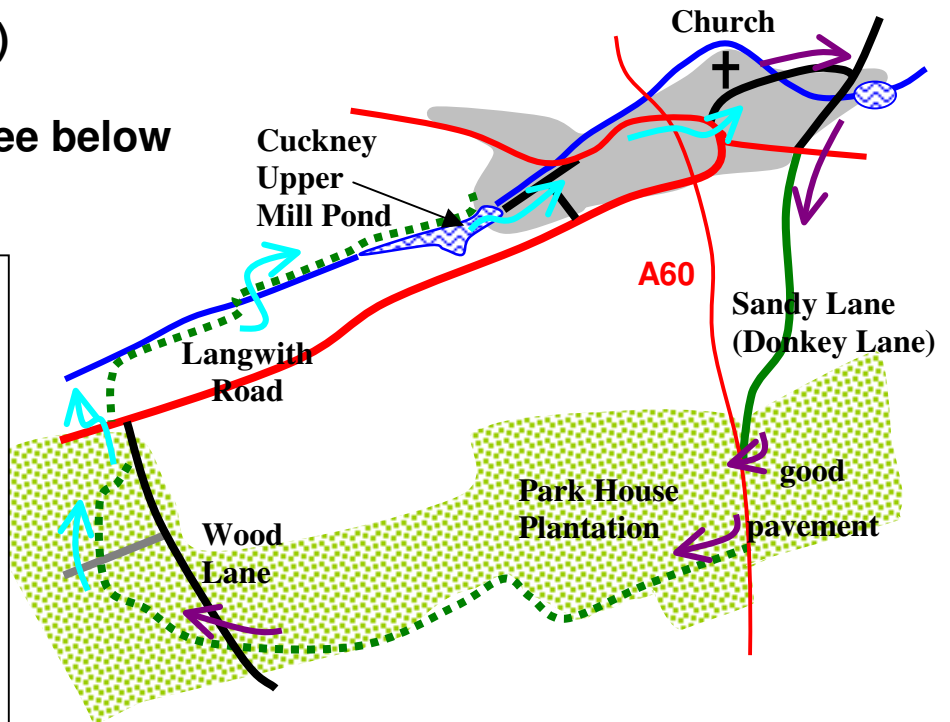 )
Church
ee below
Cuckney
Upper
Mill Pond
A60
Sandy Lane
(Donkey Lane)
Langwith
Road
good
pavement
Park House
Plantation
Wood
Lane